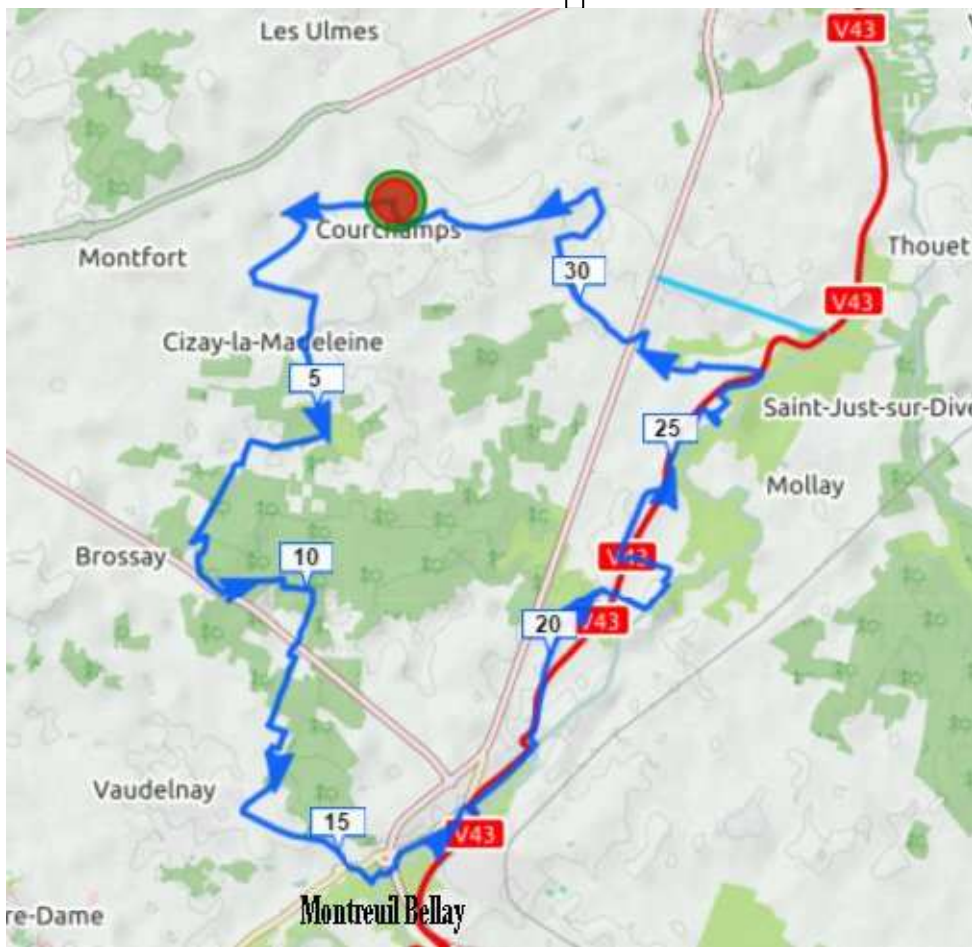 Les Ulmes
V43
Courchamps
Thouet
Montfort
30
V43
Cizay-la-Madeleine
5
Saint-Just-sur-Dive
25
Mollay
Brossay
10
V43
V43
20
Vaudelnay
15
V43
Montreuil Bellay
re-Dame